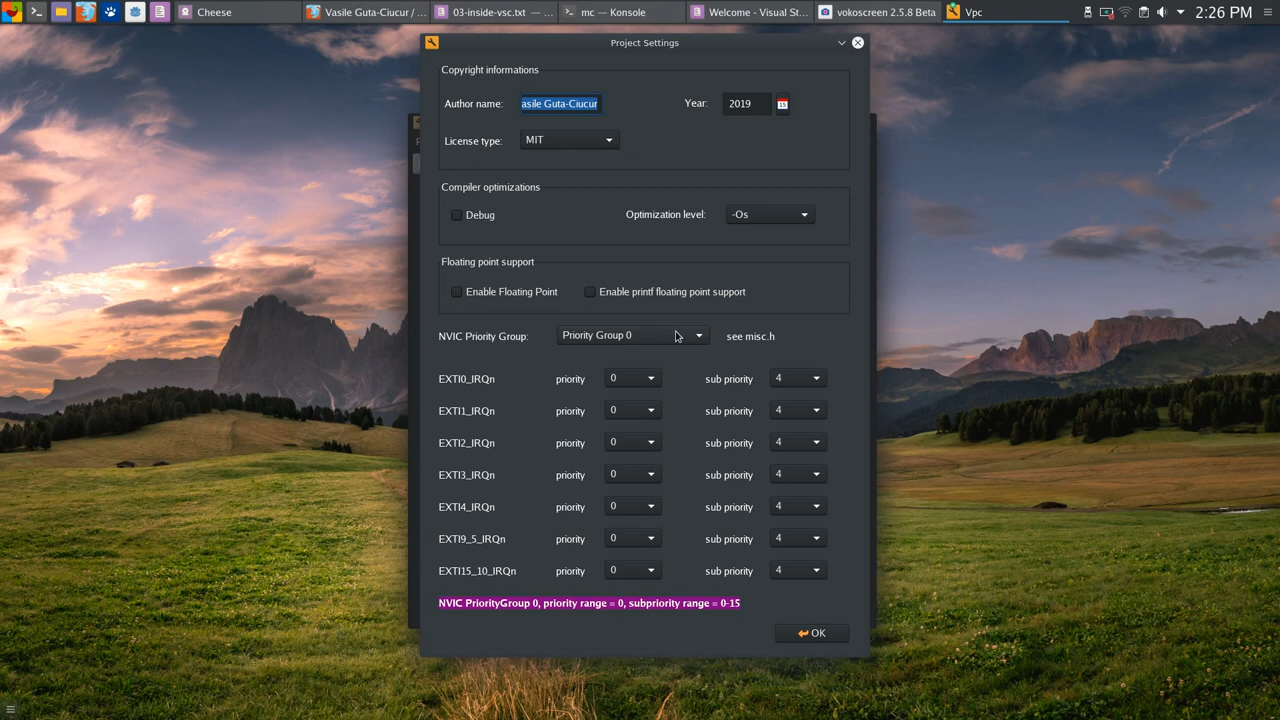 Cheese
Vasile Guta-Ciucur / ...
03-inside-vsc.txt — ...
mc — Konsole
Welcome - Visual St...
vokoscreen 2.5.8 Beta
Vpc
2:26 PM
Project Settings
Copyright informations
Author name: asile Guta-Ciucur Year: 2019
License type: MIT
Compiler optimizations
Debug Optimization level: -Os
Floating point support
Enable Floating Point Enable printf floating point support
NVIC Priority Group: Priority Group 0 see misc.h
EXTI0_IRQn priority 0 sub priority 4
EXTI1_IRQn priority 0 sub priority 4
EXTI2_IRQn priority 0 sub priority 4
EXTI3_IRQn priority 0 sub priority 4
EXTI4_IRQn priority 0 sub priority 4
EXTI9_5_IRQn priority 0 sub priority 4
EXTI15_10_IRQn priority 0 sub priority 4
NVIC PriorityGroup 0, priority range = 0, subpriority range = 0-15
OK